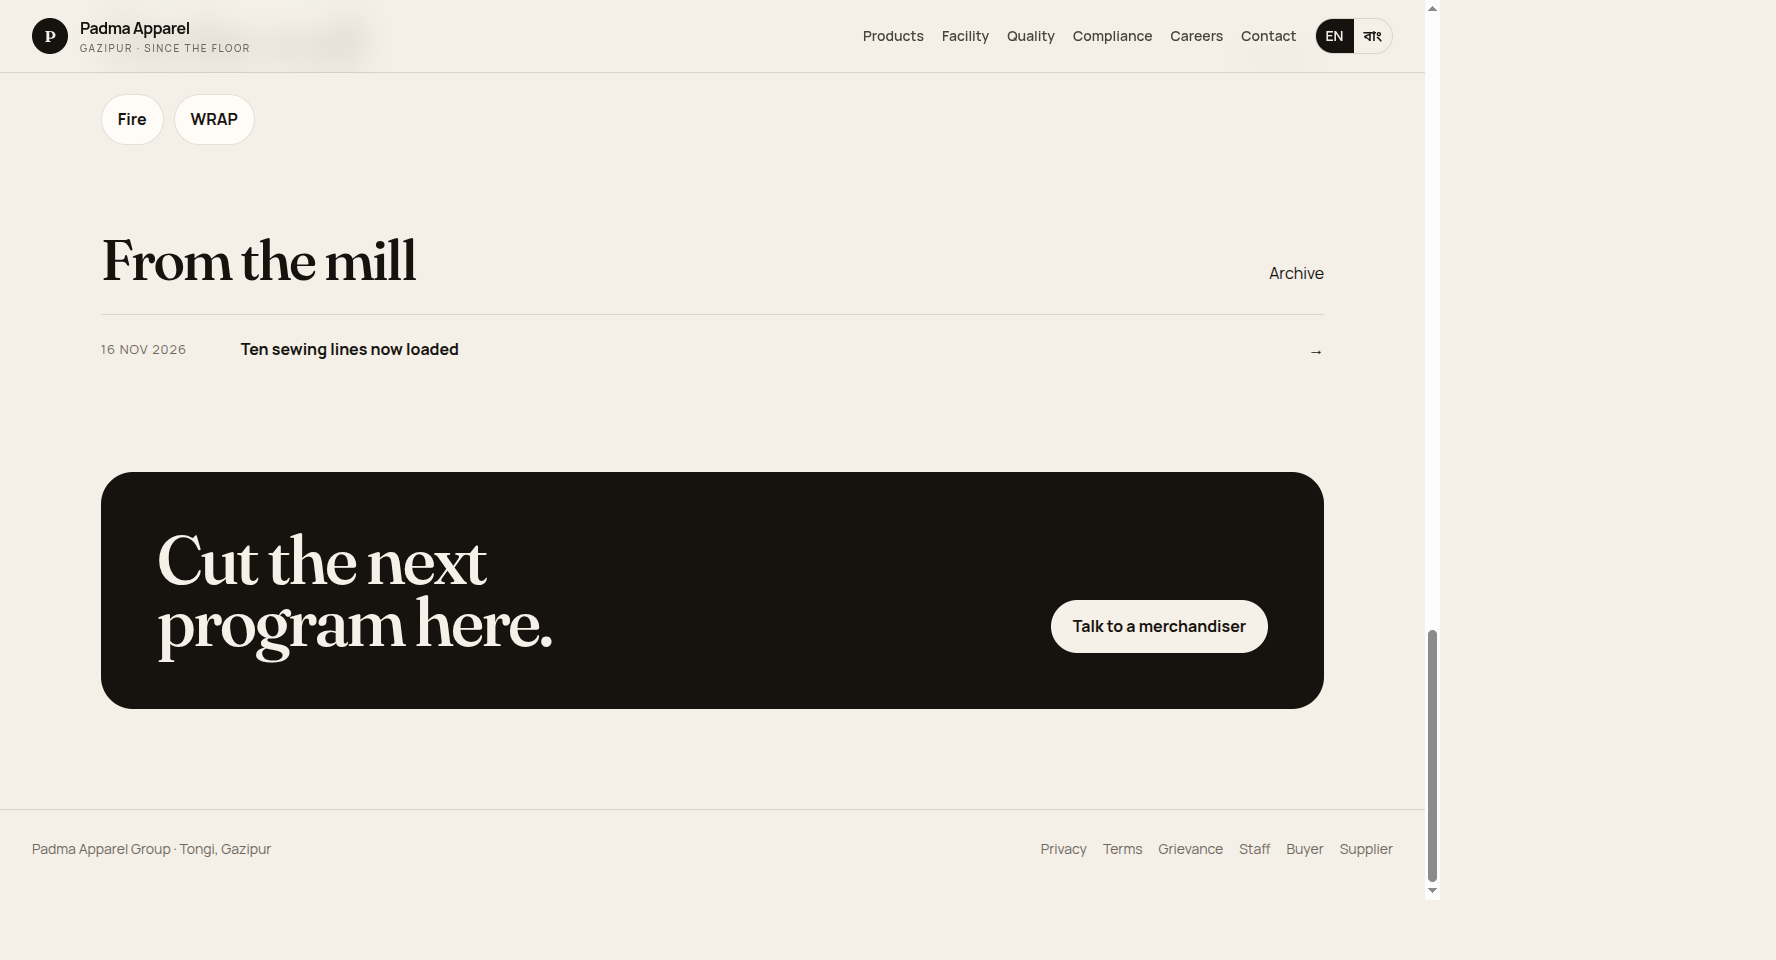 P
Padma Apparel
GAZIPUR · SINCE THE FLOOR
Products Facility Quality Compliance Careers Contact EN বাং
Fire WRAP
From the mill
Archive
16 NOV 2026 Ten sewing lines now loaded →
Cut the next
program here.
Talk to a merchandiser
Padma Apparel Group · Tongi, Gazipur
Privacy Terms Grievance Staff Buyer Supplier